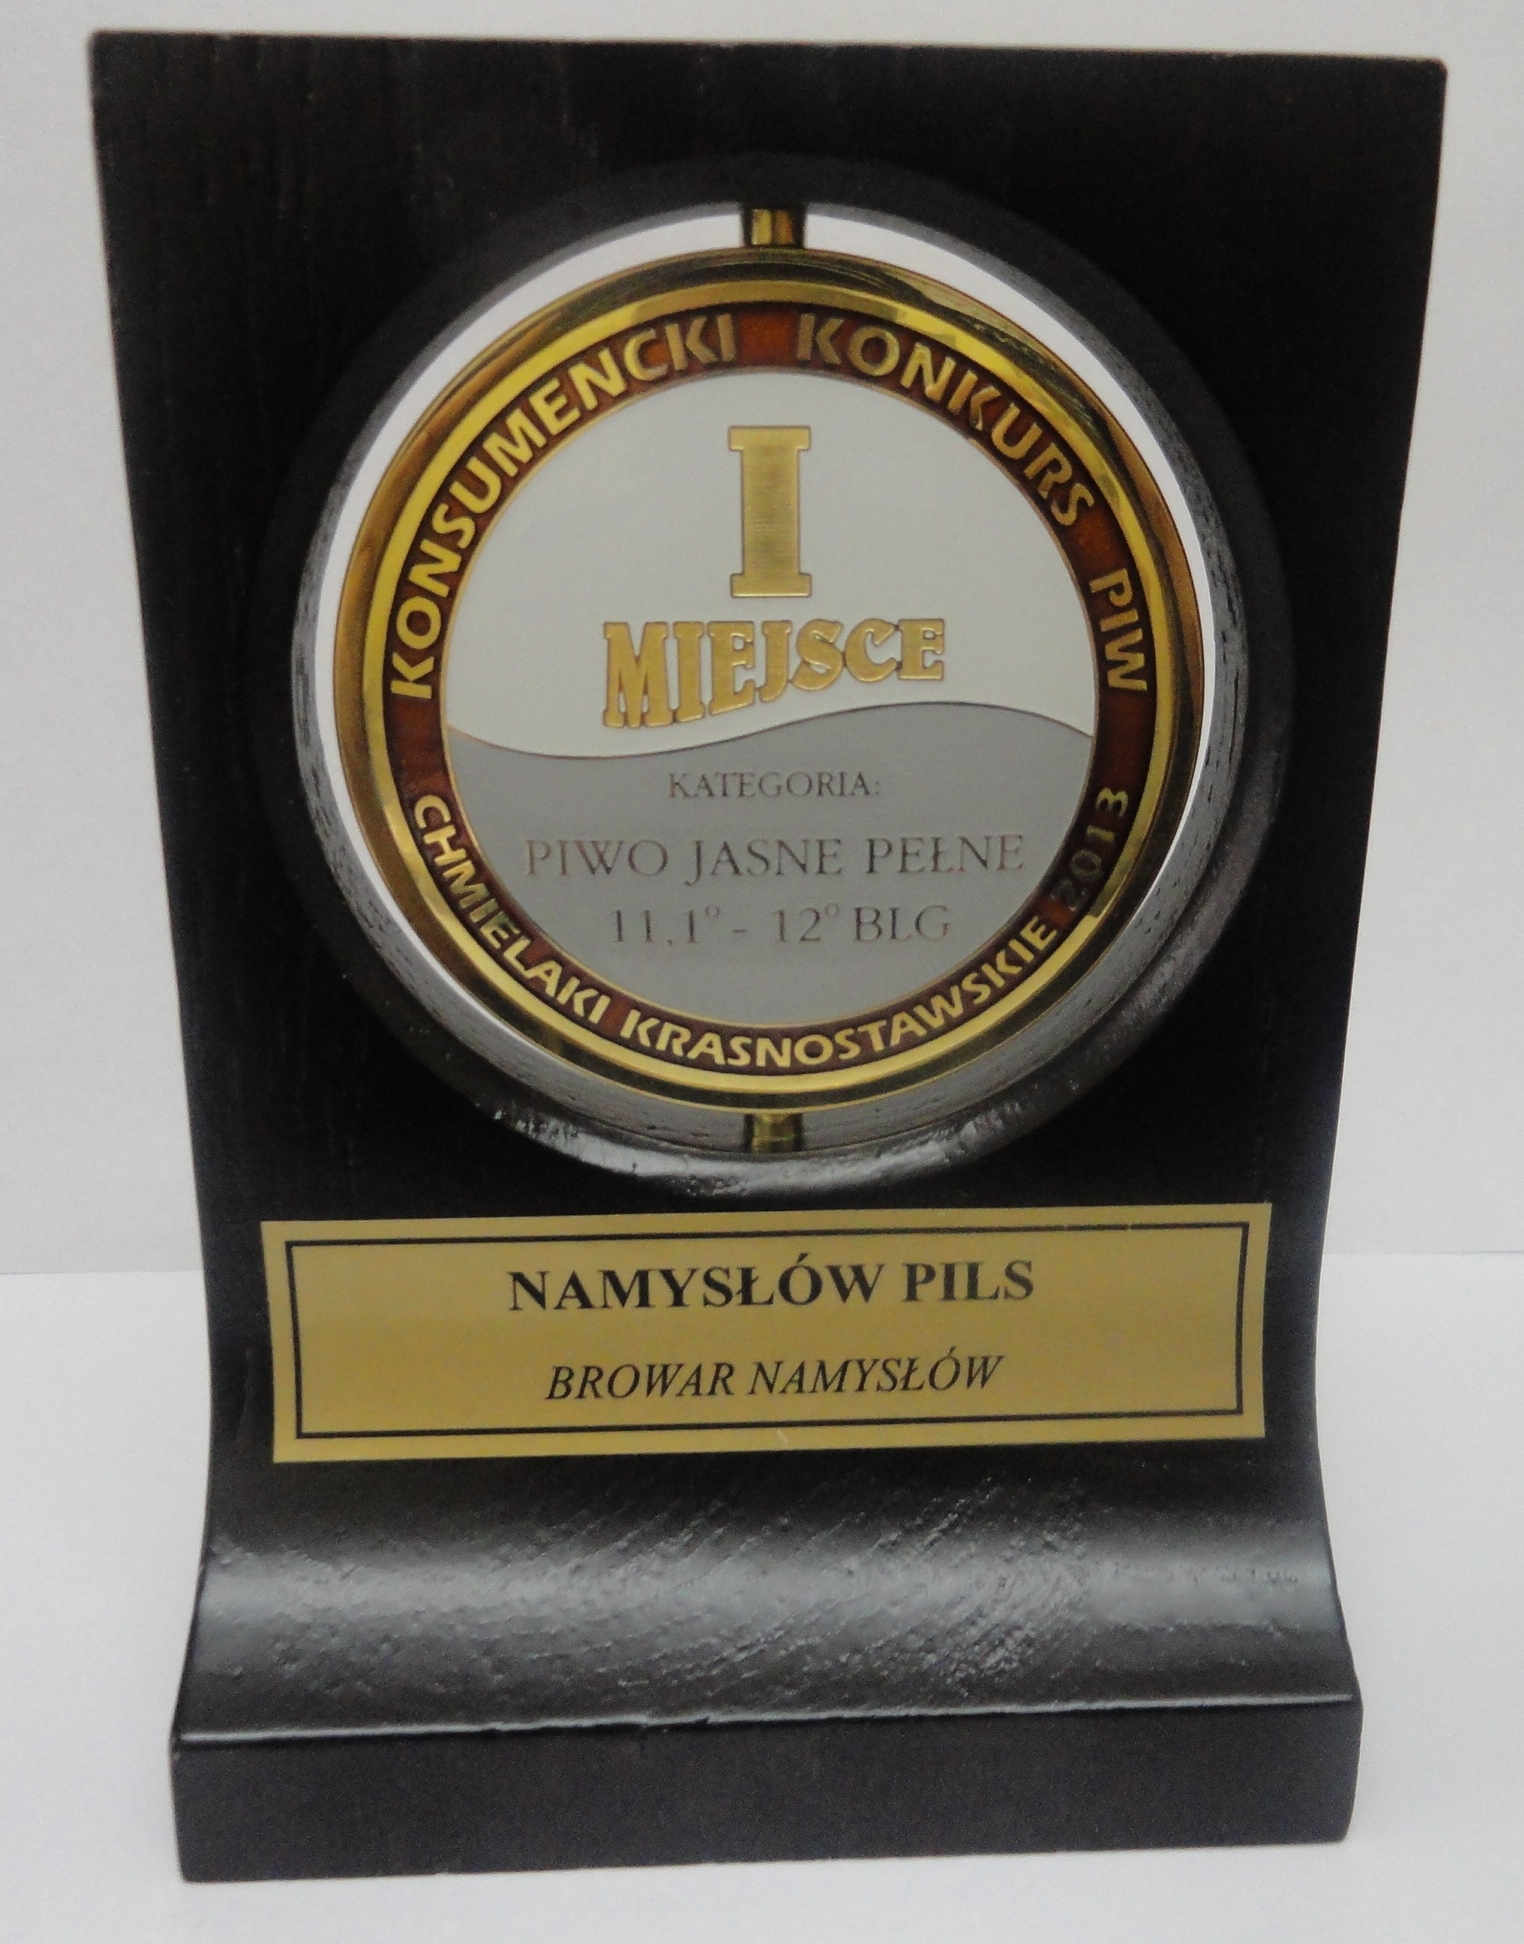 KONSUMENCKI KONKURS PIW
I
MIEJSCE
KATEGORIA:
PIWO JASNE PEŁNE
11,1° - 12° BLG
CHMIELAKI KRASNOSTAWSKIE 2013
NAMYSŁÓW PILS
BROWAR NAMYSŁÓW